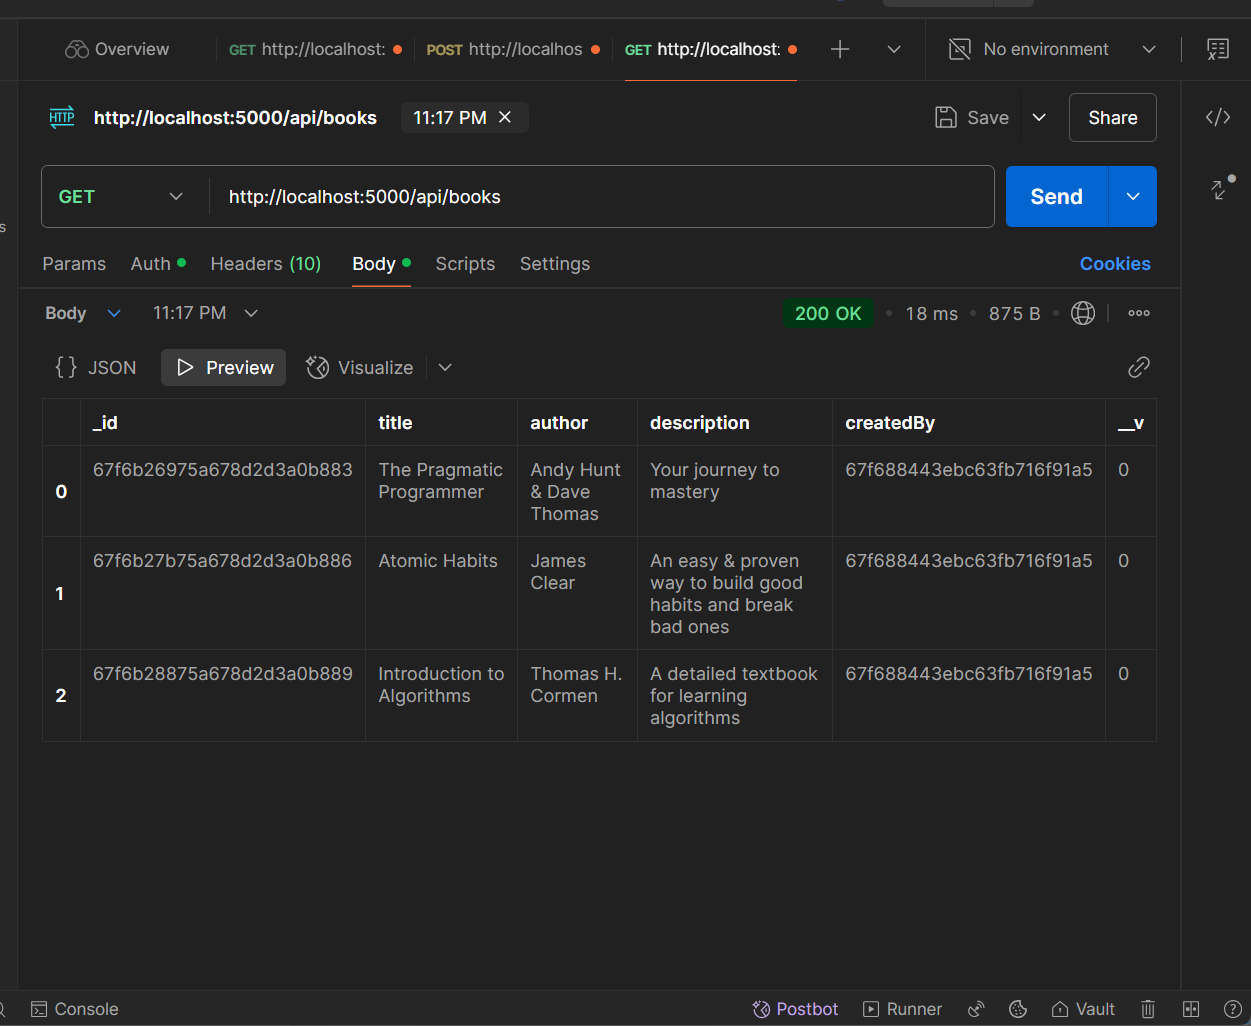 Overview GET http://localhost: POST http://localhos GET http://localhost: No environment
HTTP http://localhost:5000/api/books 11:17 PM Save Share
GET http://localhost:5000/api/books Send
s
Params Auth Headers (10) Body Scripts Settings Cookies
Body 11:17 PM 200 OK 18 ms 875 B
{} JSON Preview Visualize
_id title author description createdBy __v
0 67f6b26975a678d2d3a0b883 The Pragmatic Andy Hunt Your journey to 67f688443ebc63fb716f91a5 0
Programmer & Dave mastery
Thomas
1 67f6b27b75a678d2d3a0b886 Atomic Habits James An easy & proven 67f688443ebc63fb716f91a5 0
Clear way to build good
habits and break
bad ones
2 67f6b28875a678d2d3a0b889 Introduction to Thomas H. A detailed textbook 67f688443ebc63fb716f91a5 0
Algorithms Cormen for learning
algorithms
Console Postbot Runner Vault